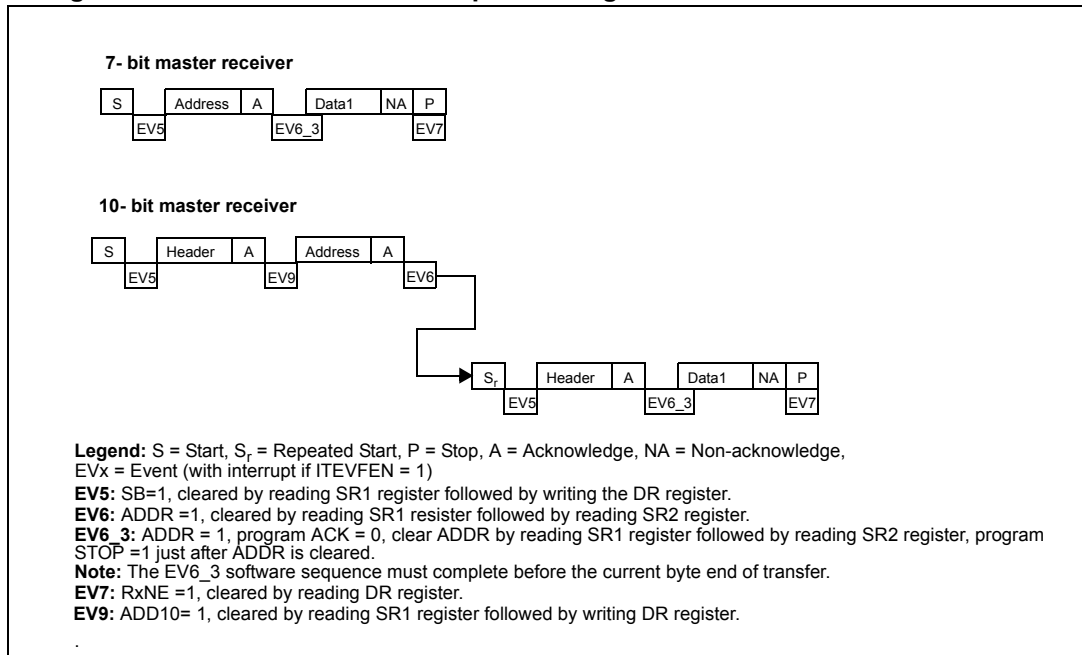 7- bit master receiver
S Address A Data1 NA P
EV5 EV6_3 EV7
10- bit master receiver
S Header A Address A
EV5 EV9 EV6
Sr Header A Data1 NA P
EV5 EV6_3 EV7
Legend: S = Start, Sr = Repeated Start, P = Stop, A = Acknowledge, NA = Non-acknowledge,
EVx = Event (with interrupt if ITEVFEN = 1)
EV5: SB=1, cleared by reading SR1 register followed by writing the DR register.
EV6: ADDR =1, cleared by reading SR1 resister followed by reading SR2 register.
EV6_3: ADDR = 1, program ACK = 0, clear ADDR by reading SR1 register followed by reading SR2 register, program
STOP =1 just after ADDR is cleared.
Note: The EV6_3 software sequence must complete before the current byte end of transfer.
EV7: RxNE =1, cleared by reading DR register.
EV9: ADD10= 1, cleared by reading SR1 register followed by writing DR register.
.